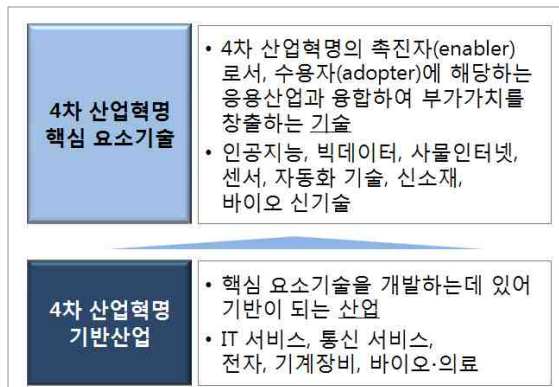 4차 산업혁명
핵심 요소기술
• 4차 산업혁명의 촉진자(enabler)
로서, 수용자(adopter)에 해당하는
응용산업과 융합하여 부가가치를
창출하는 기술
• 인공지능, 빅데이터, 사물인터넷,
센서, 자동화 기술, 신소재,
바이오 신기술
4차 산업혁명
기반산업
• 핵심 요소기술을 개발하는데 있어
기반이 되는 산업
• IT 서비스, 통신 서비스,
전자, 기계장비, 바이오·의료